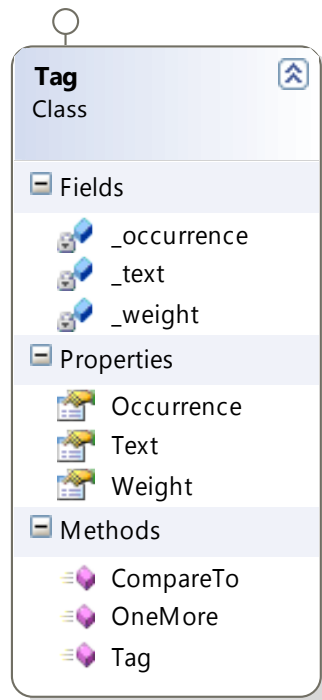 Tag
Class
Fields
_occurrence
_text
_weight
Properties
Occurrence
Text
Weight
Methods
CompareTo
OneMore
Tag